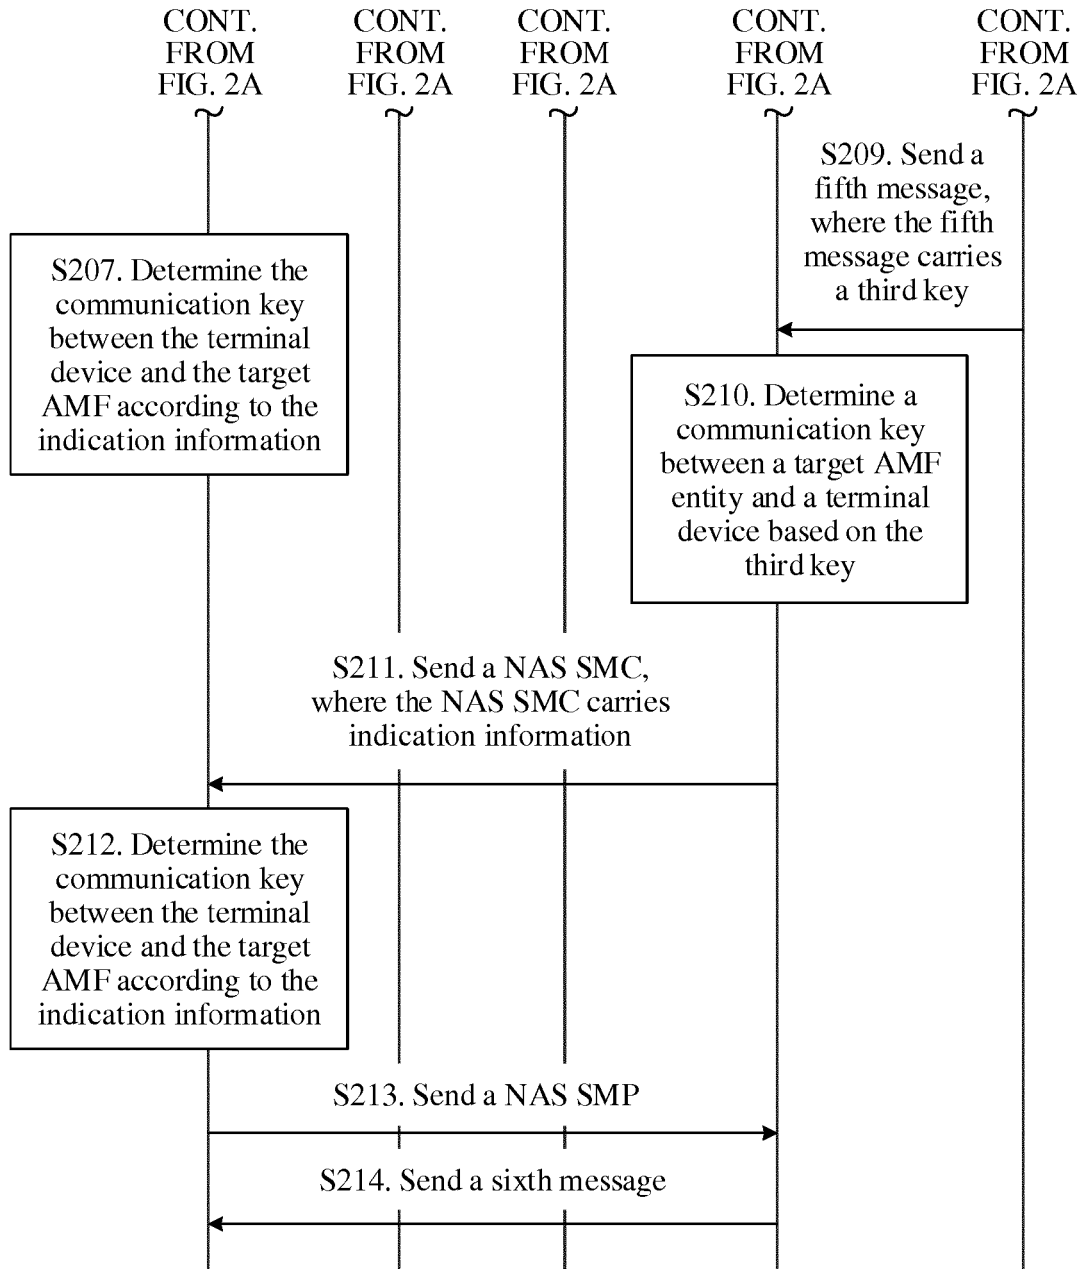 CONT.
FROM
FIG. 2A
CONT.
FROM
FIG. 2A
CONT.
FROM
FIG. 2A
CONT.
FROM
FIG. 2A
CONT.
FROM
FIG. 2A
S209. Send a
fifth message,
where the fifth
message carries
a third key
S207. Determine the
communication key
between the terminal
device and the target
AMF according to the
indication information
S210. Determine a
communication key
between a target AMF
entity and a terminal
device based on the
third key
S211. Send a NAS SMC,
where the NAS SMC carries
indication information
S212. Determine the
communication key
between the terminal
device and the target
AMF according to the
indication information
S213. Send a NAS SMP
S214. Send a sixth message